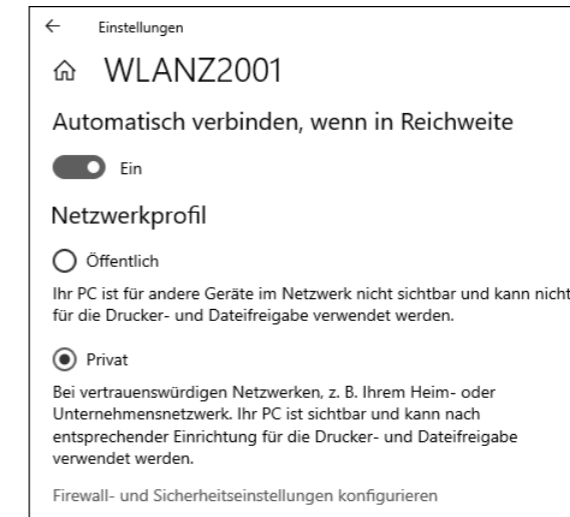 Einstellungen
WLANZ2001
Automatisch verbinden, wenn in Reichweite
Ein
Netzwerkprofil
Öffentlich
Ihr PC ist für andere Geräte im Netzwerk nicht sichtbar und kann nicht
für die Drucker- und Dateifreigabe verwendet werden.
Privat
Bei vertrauenswürdigen Netzwerken, z. B. Ihrem Heim- oder
Unternehmensnetzwerk. Ihr PC ist sichtbar und kann nach
entsprechender Einrichtung für die Drucker- und Dateifreigabe
verwendet werden.
Firewall- und Sicherheitseinstellungen konfigurieren